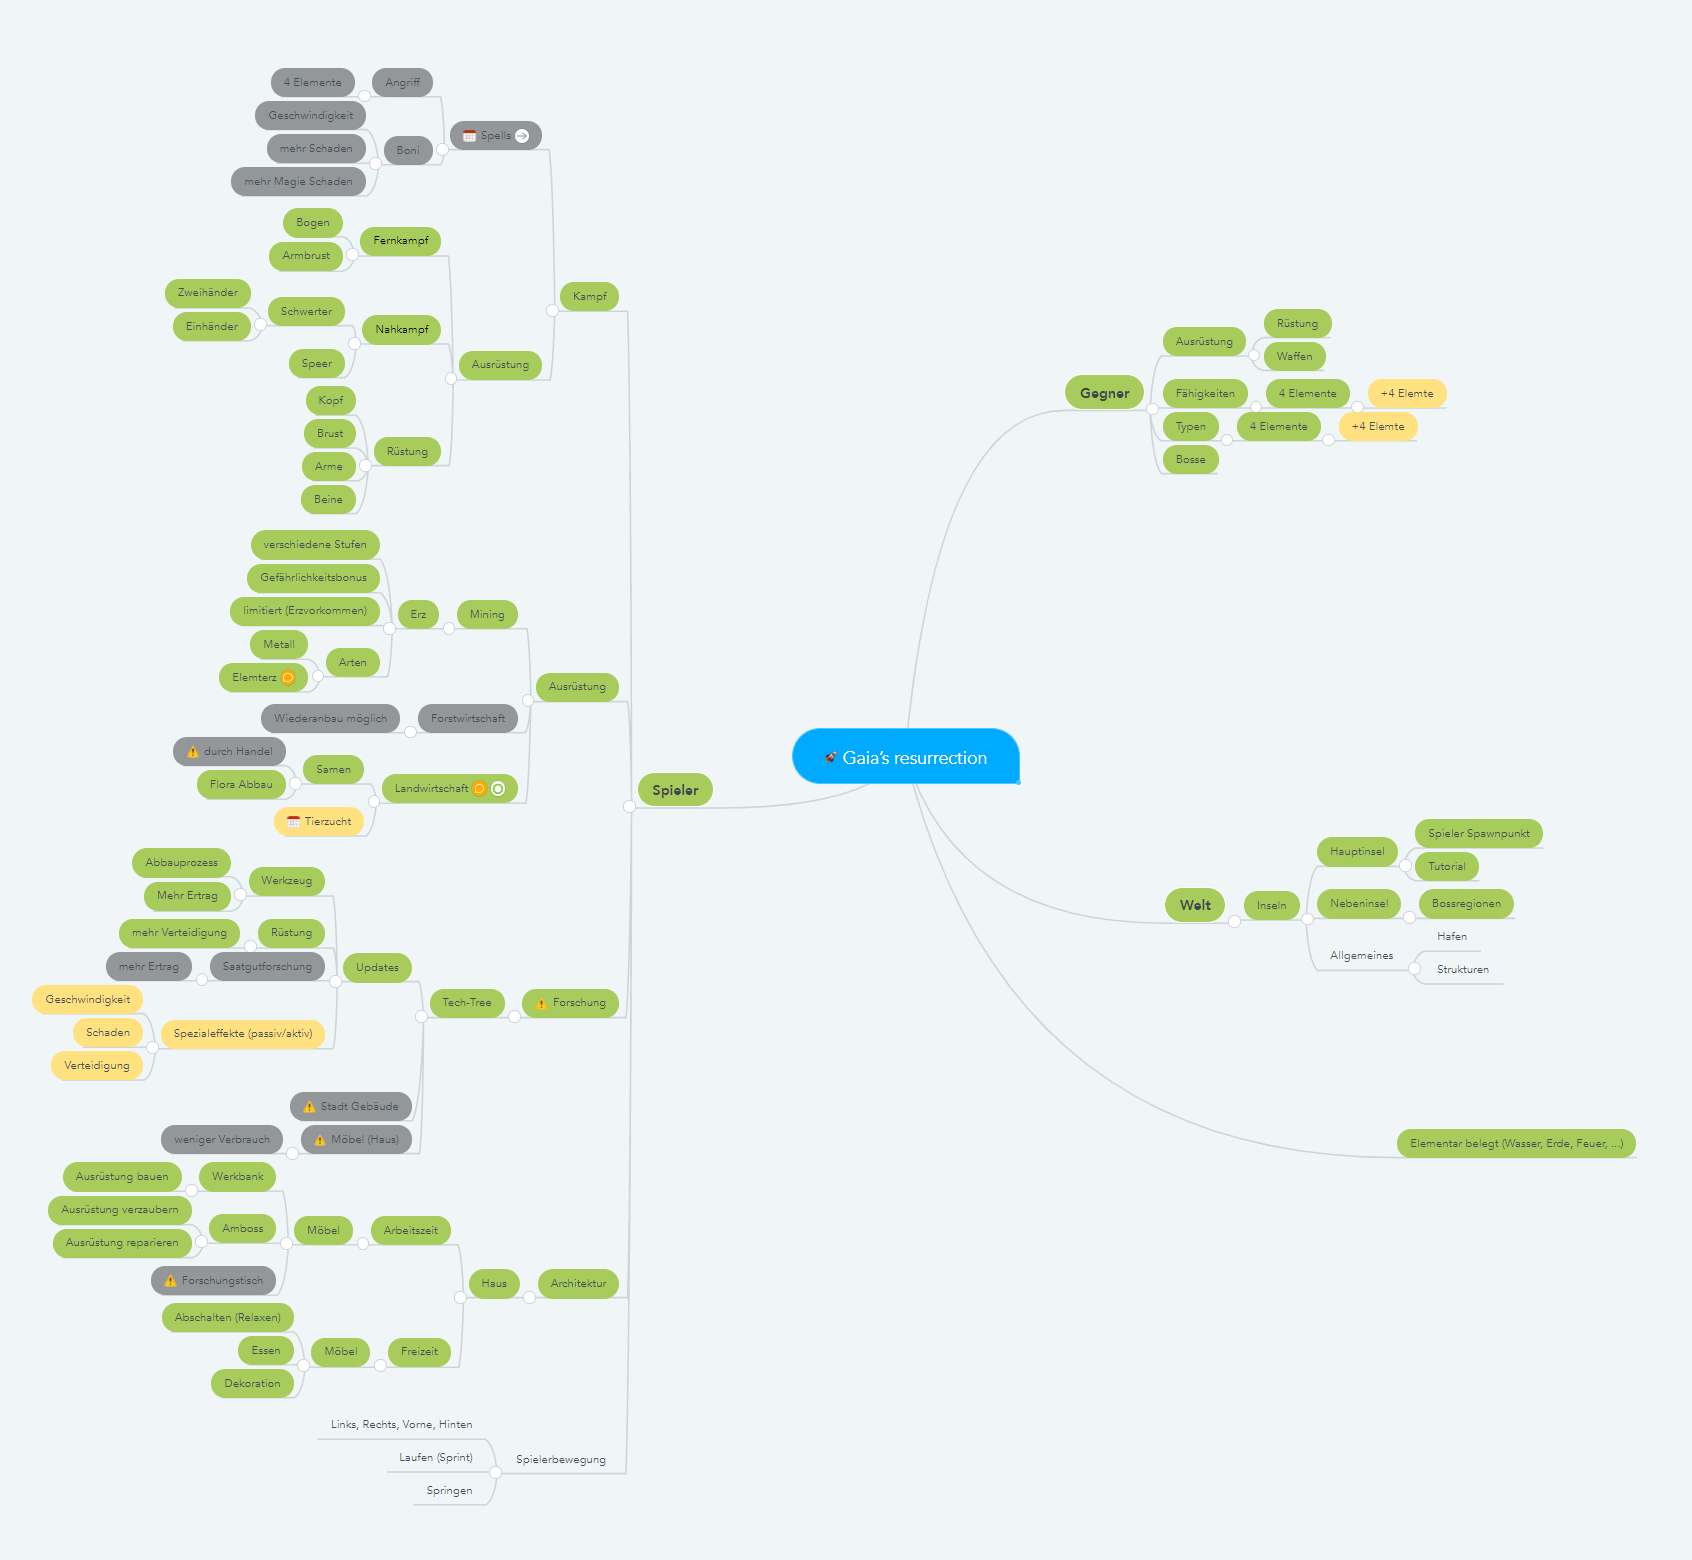 Gaia's resurrection
Spieler
Kampf
Spells
Angriff
4 Elemente
Boni
Geschwindigkeit
mehr Schaden
mehr Magie Schaden
Ausrüstung
Fernkampf
Bogen
Armbrust
Nahkampf
Schwerter
Zweihänder
Einhänder
Speer
Rüstung
Kopf
Brust
Arme
Beine
Ausrüstung
Mining
Erz
verschiedene Stufen
Gefährlichkeitsbonus
limitiert (Erzvorkommen)
Arten
Metall
Elemterz
Forstwirtschaft
Wiederanbau möglich
Landwirtschaft
Samen
durch Handel
Flora Abbau
Tierzucht
Forschung
Tech-Tree
Updates
Werkzeug
Abbauprozess
Mehr Ertrag
Rüstung
mehr Verteidigung
Saatgutforschung
mehr Ertrag
Spezialeffekte (passiv/aktiv)
Geschwindigkeit
Schaden
Verteidigung
Stadt Gebäude
Möbel (Haus)
weniger Verbrauch
Architektur
Haus
Arbeitszeit
Möbel
Werkbank
Ausrüstung bauen
Amboss
Ausrüstung verzaubern
Ausrüstung reparieren
Forschungstisch
Freizeit
Möbel
Abschalten (Relaxen)
Essen
Dekoration
Spielerbewegung
Links, Rechts, Vorne, Hinten
Laufen (Sprint)
Springen
Gegner
Ausrüstung
Rüstung
Waffen
Fähigkeiten
4 Elemente
+4 Elemte
Typen
4 Elemente
+4 Elemte
Bosse
Welt
Inseln
Hauptinsel
Spieler Spawnpunkt
Tutorial
Nebeninsel
Bossregionen
Allgemeines
Hafen
Strukturen
Elementar belegt (Wasser, Erde, Feuer, ...)